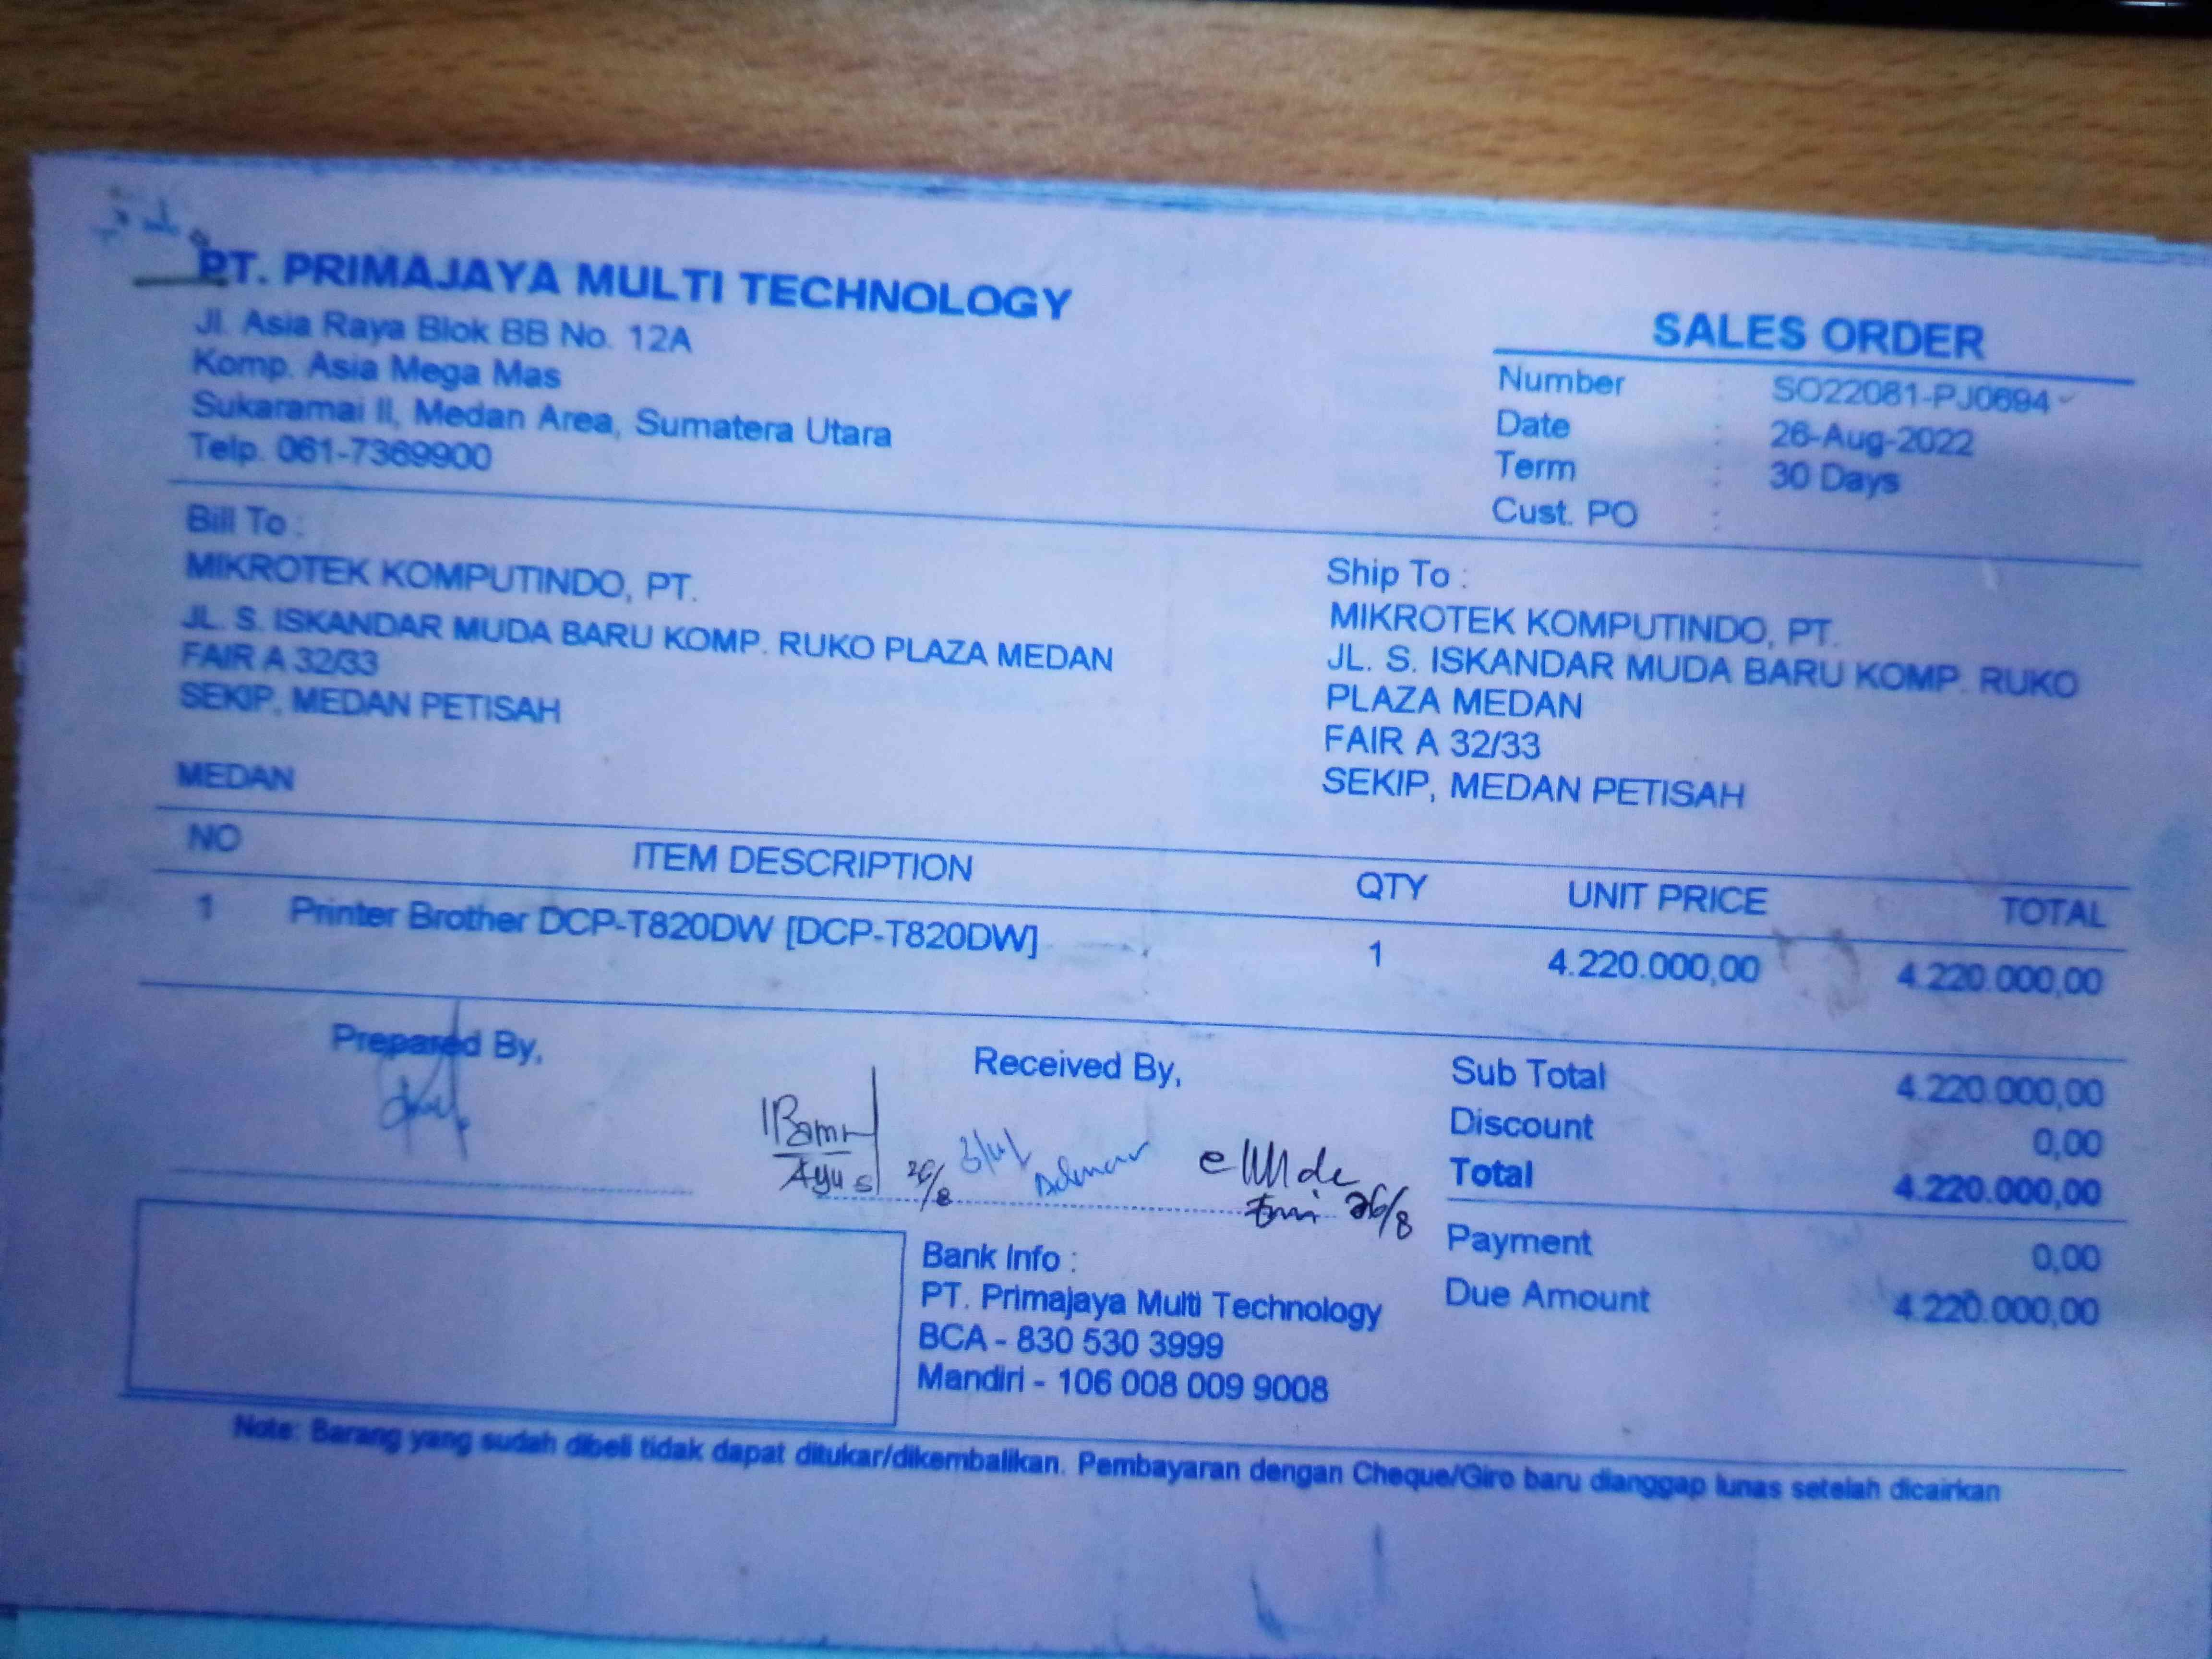 PT. PRIMAJAYA MULTI TECHNOLOGY
Jl. Asia Raya Blok BB No. 12A
Komp. Asia Mega Mas
Sukaramai II, Medan Area, Sumatera Utara
Telp. 061-7369900
SALES ORDER
Number : SO22081-PJ0694
Date : 26-Aug-2022
Term : 30 Days
Cust. PO :
Bill To :
MIKROTEK KOMPUTINDO, PT.
JL. S. ISKANDAR MUDA BARU KOMP. RUKO PLAZA MEDAN
FAIR A 32/33
SEKIP, MEDAN PETISAH
MEDAN
Ship To :
MIKROTEK KOMPUTINDO, PT.
JL. S. ISKANDAR MUDA BARU KOMP. RUKO
PLAZA MEDAN
FAIR A 32/33
SEKIP, MEDAN PETISAH
NO ITEM DESCRIPTION QTY UNIT PRICE TOTAL
1 Printer Brother DCP-T820DW [DCP-T820DW] 1 4.220.000,00 4.220.000,00
Prepared By,
Received By,
Ayus 26/8
26/8
Sub Total 4.220.000,00
Discount 0,00
Total 4.220.000,00
Payment 0,00
Due Amount 4.220.000,00
Bank Info :
PT. Primajaya Multi Technology
BCA - 830 530 3999
Mandiri - 106 008 009 9008
Note: Barang yang sudah dibeli tidak dapat ditukar/dikembalikan. Pembayaran dengan Cheque/Giro baru dianggap lunas setelah dicairkan